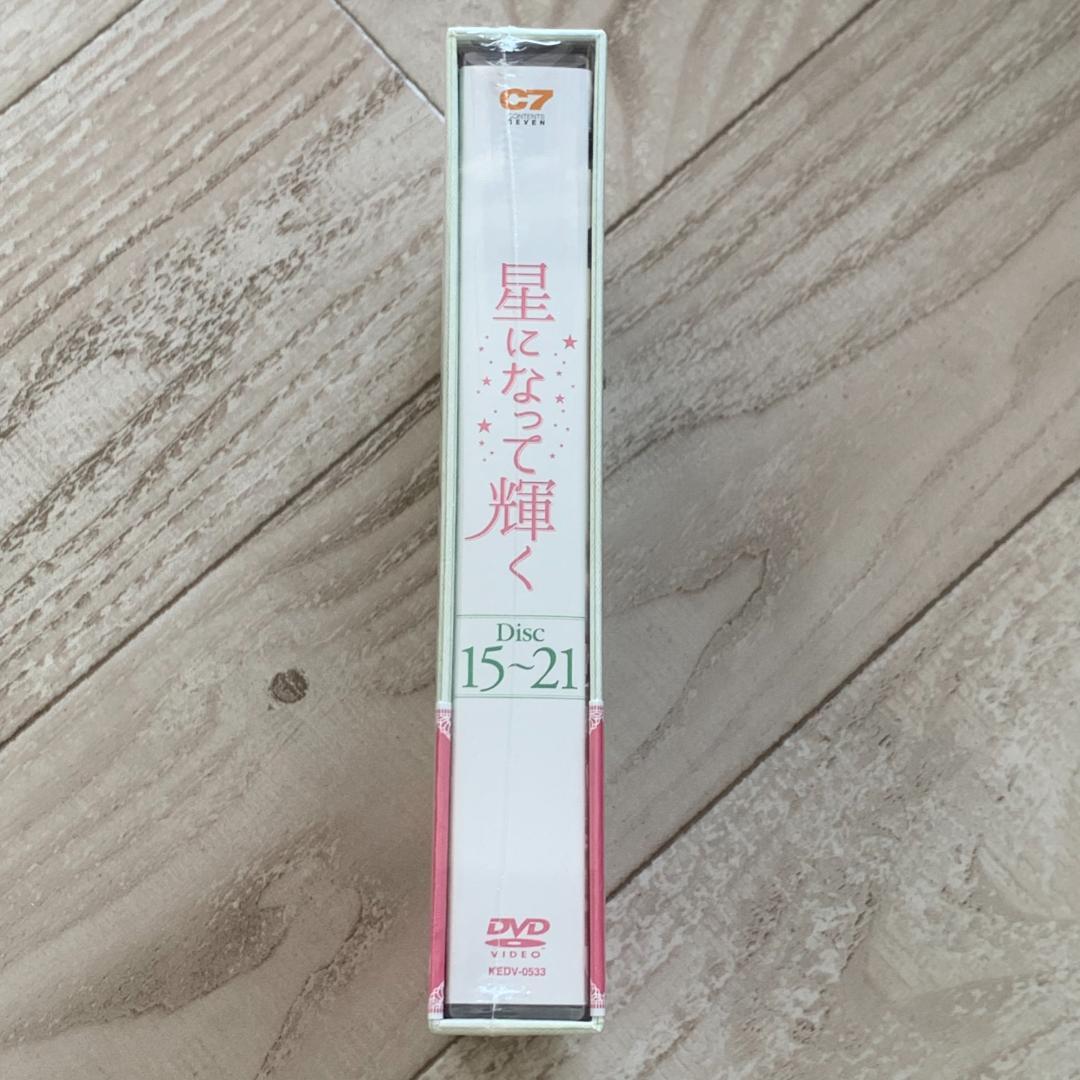 C7
CONTENTS
SEVEN
星になって輝く
Disc
15~21
DVD
VIDEO
KEDV-0533